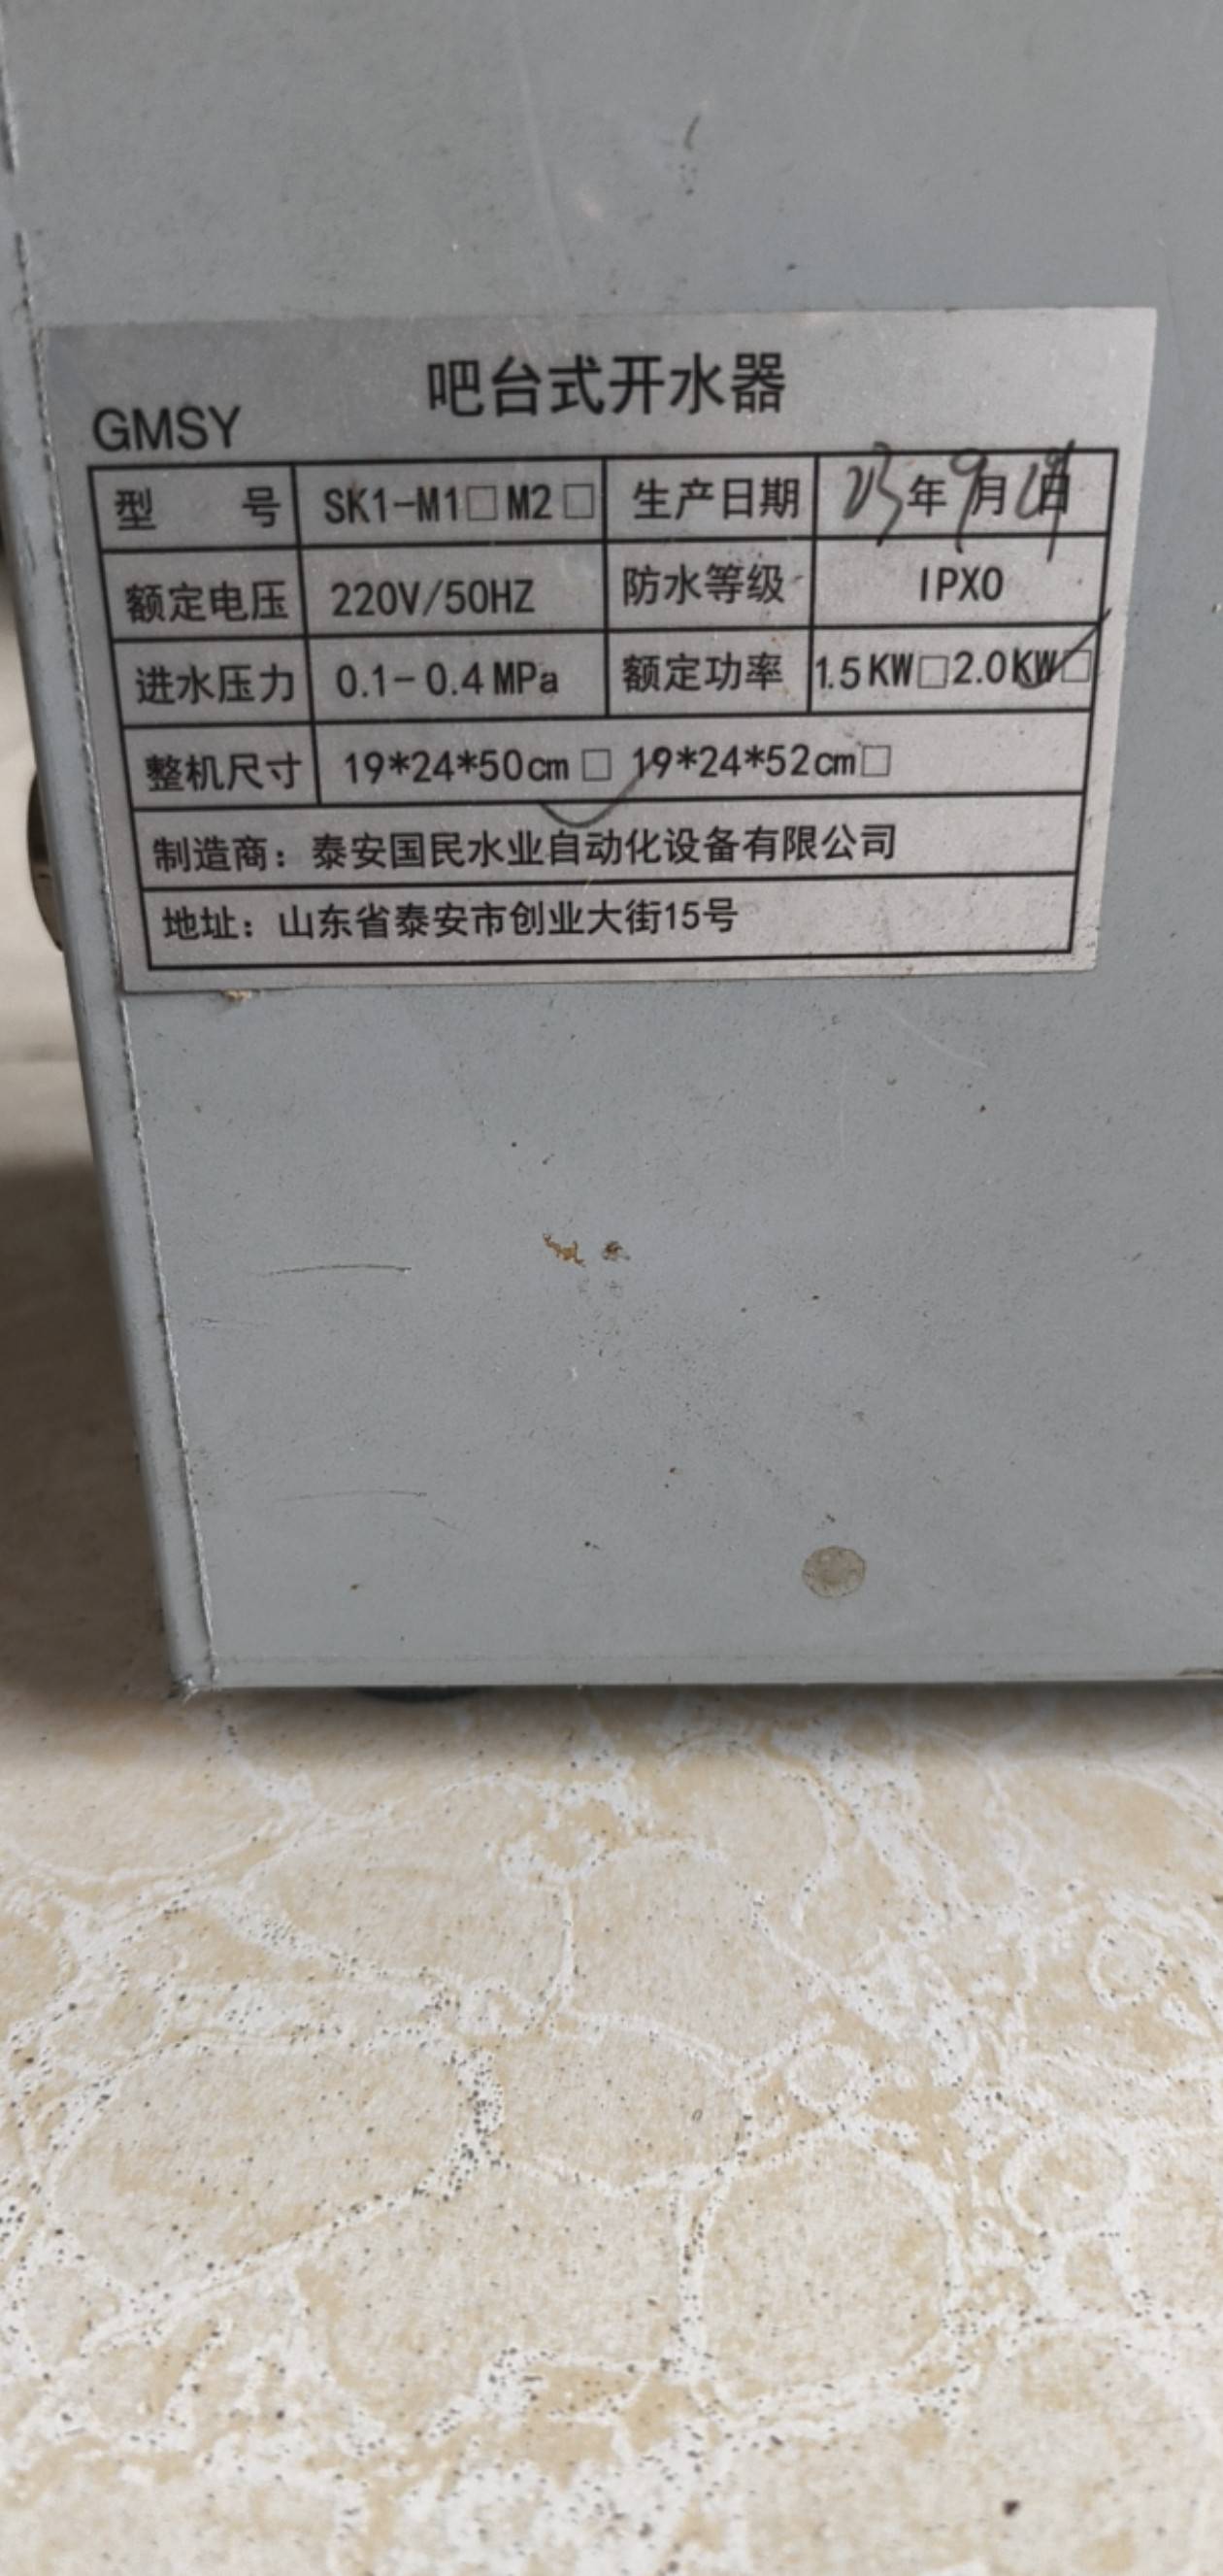 吧台式开水器
GMSY
型 号 SK1-M1□ M2□ 生产日期 23年9月 日
额定电压 220V/50HZ 防水等级 IPX0
进水压力 0.1-0.4MPa 额定功率 1.5KW□2.0KW□
整机尺寸 19*24*50cm□ 19*24*52cm□
制造商：泰安国民水业自动化设备有限公司
地址：山东省泰安市创业大街15号